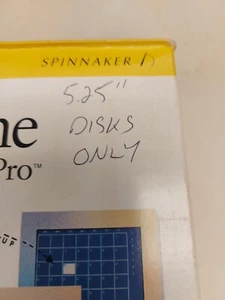 SPINNAKER
5.25"
DISKS
ONLY
ne
Pro™